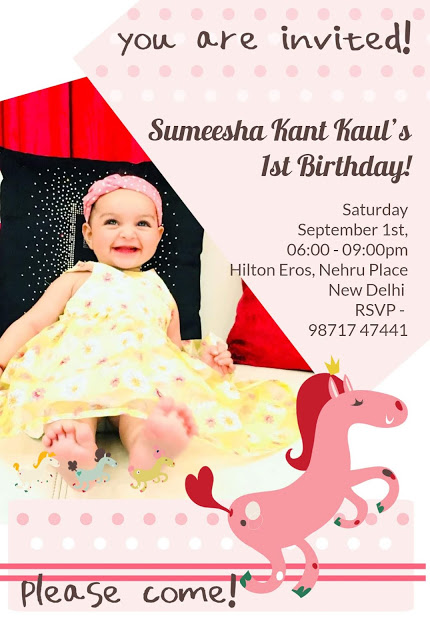 you are invited!
Sumeesha Kant Kaul's
1st Birthday!
Saturday
September 1st,
06:00 - 09:00pm
Hilton Eros, Nehru Place
New Delhi
RSVP -
98717 47441
please come!